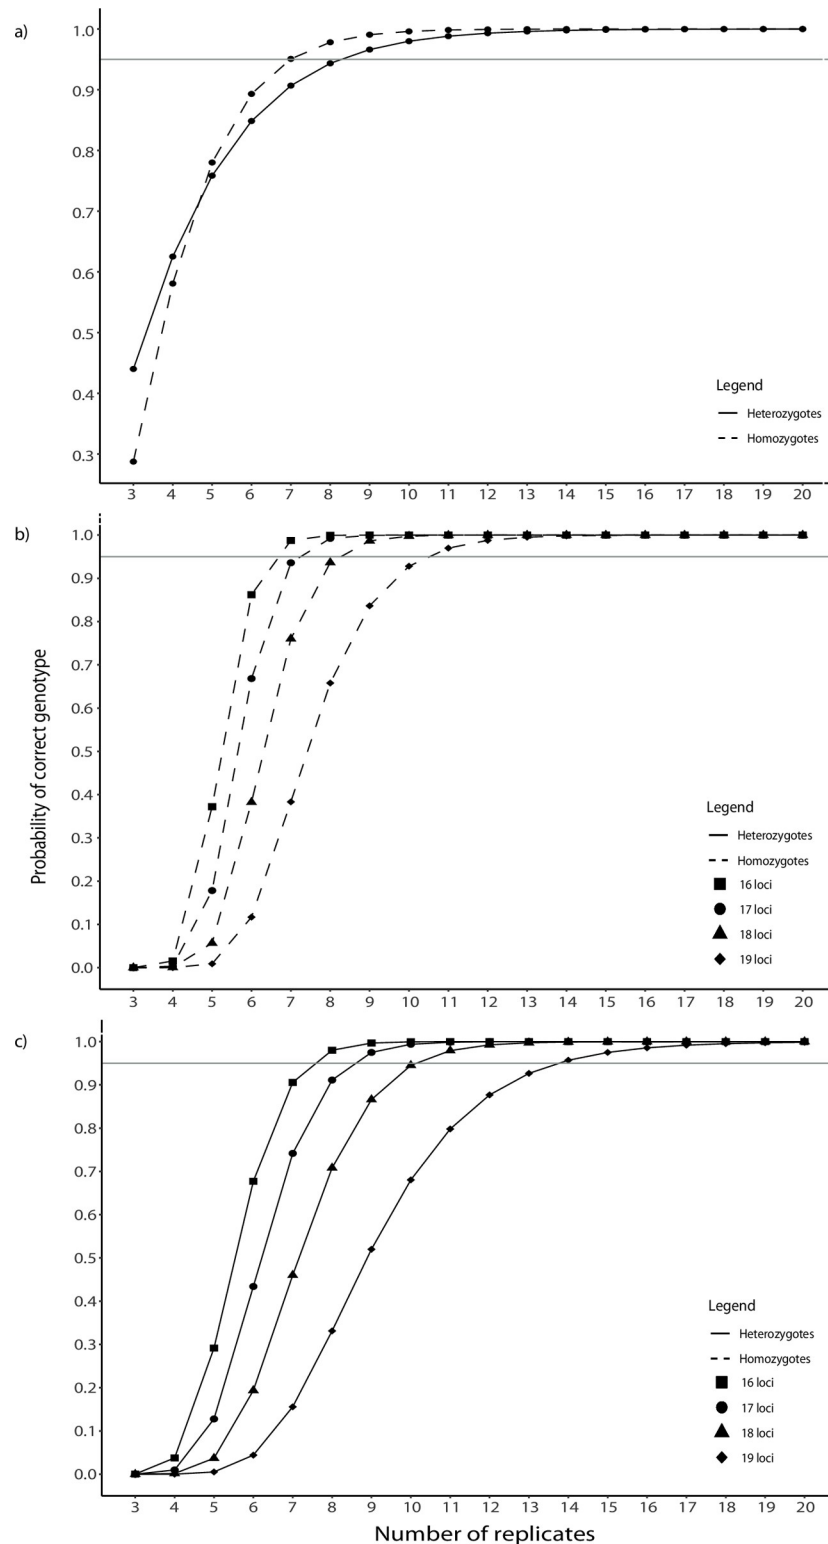 a)
1.0
0.9
0.8
0.7
0.6
0.5
0.4
0.3
Legend
Heterozygotes
Homozygotes
3 4 5 6 7 8 9 10 11 12 13 14 15 16 17 18 19 20
b)
1.0
0.9
0.8
0.7
0.6
0.5
0.4
0.3
0.2
0.1
0.0
Probability of correct genotype
Legend
Heterozygotes
Homozygotes
16 loci
17 loci
18 loci
19 loci
3 4 5 6 7 8 9 10 11 12 13 14 15 16 17 18 19 20
c)
1.0
0.9
0.8
0.7
0.6
0.5
0.4
0.3
0.2
0.1
0.0
Legend
Heterozygotes
Homozygotes
16 loci
17 loci
18 loci
19 loci
3 4 5 6 7 8 9 10 11 12 13 14 15 16 17 18 19 20
Number of replicates